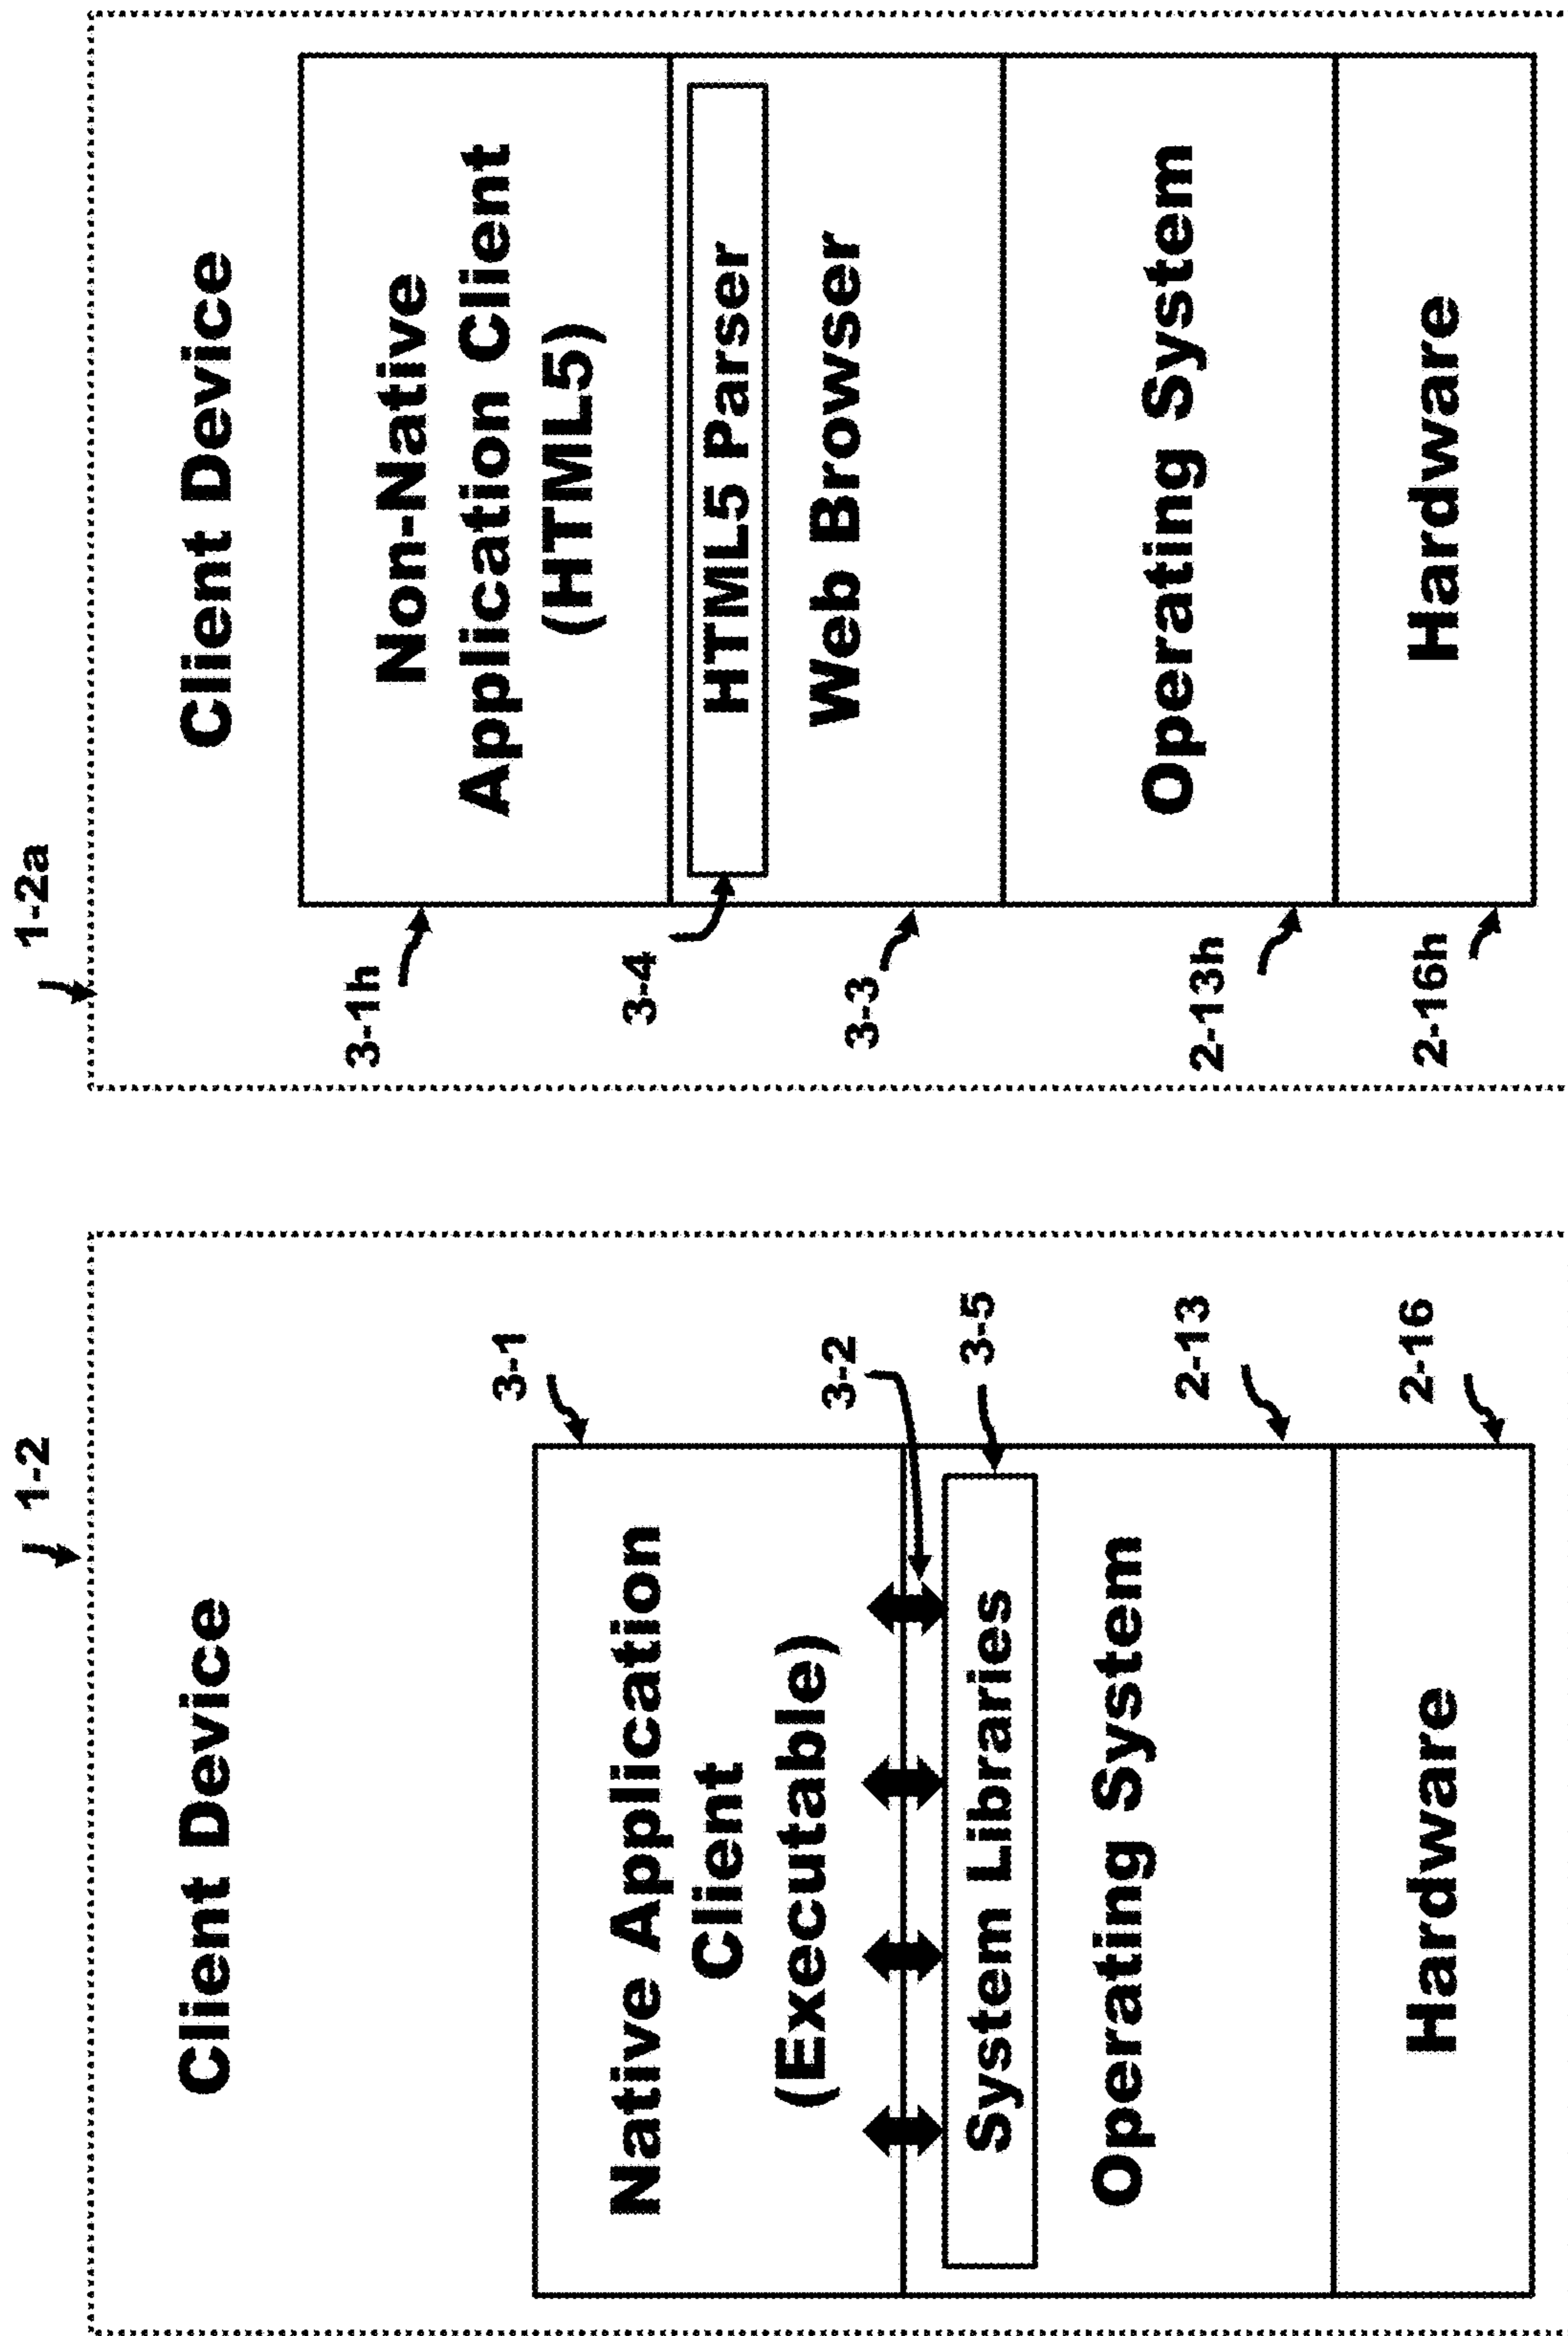 1-2
Client Device
Native Application
Client
(Executable)
3-1
3-2
System Libraries
3-5
Operating System
2-13
Hardware
2-16
1-2a
Client Device
3-1h
Non-Native
Application Client
(HTML5)
3-4
HTML5 Parser
3-3
Web Browser
2-13h
Operating System
2-16h
Hardware